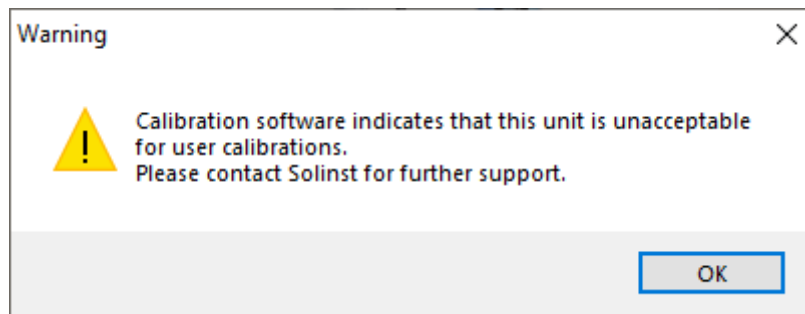 Warning
Calibration software indicates that this unit is unacceptable
for user calibrations.
Please contact Solinst for further support.
OK